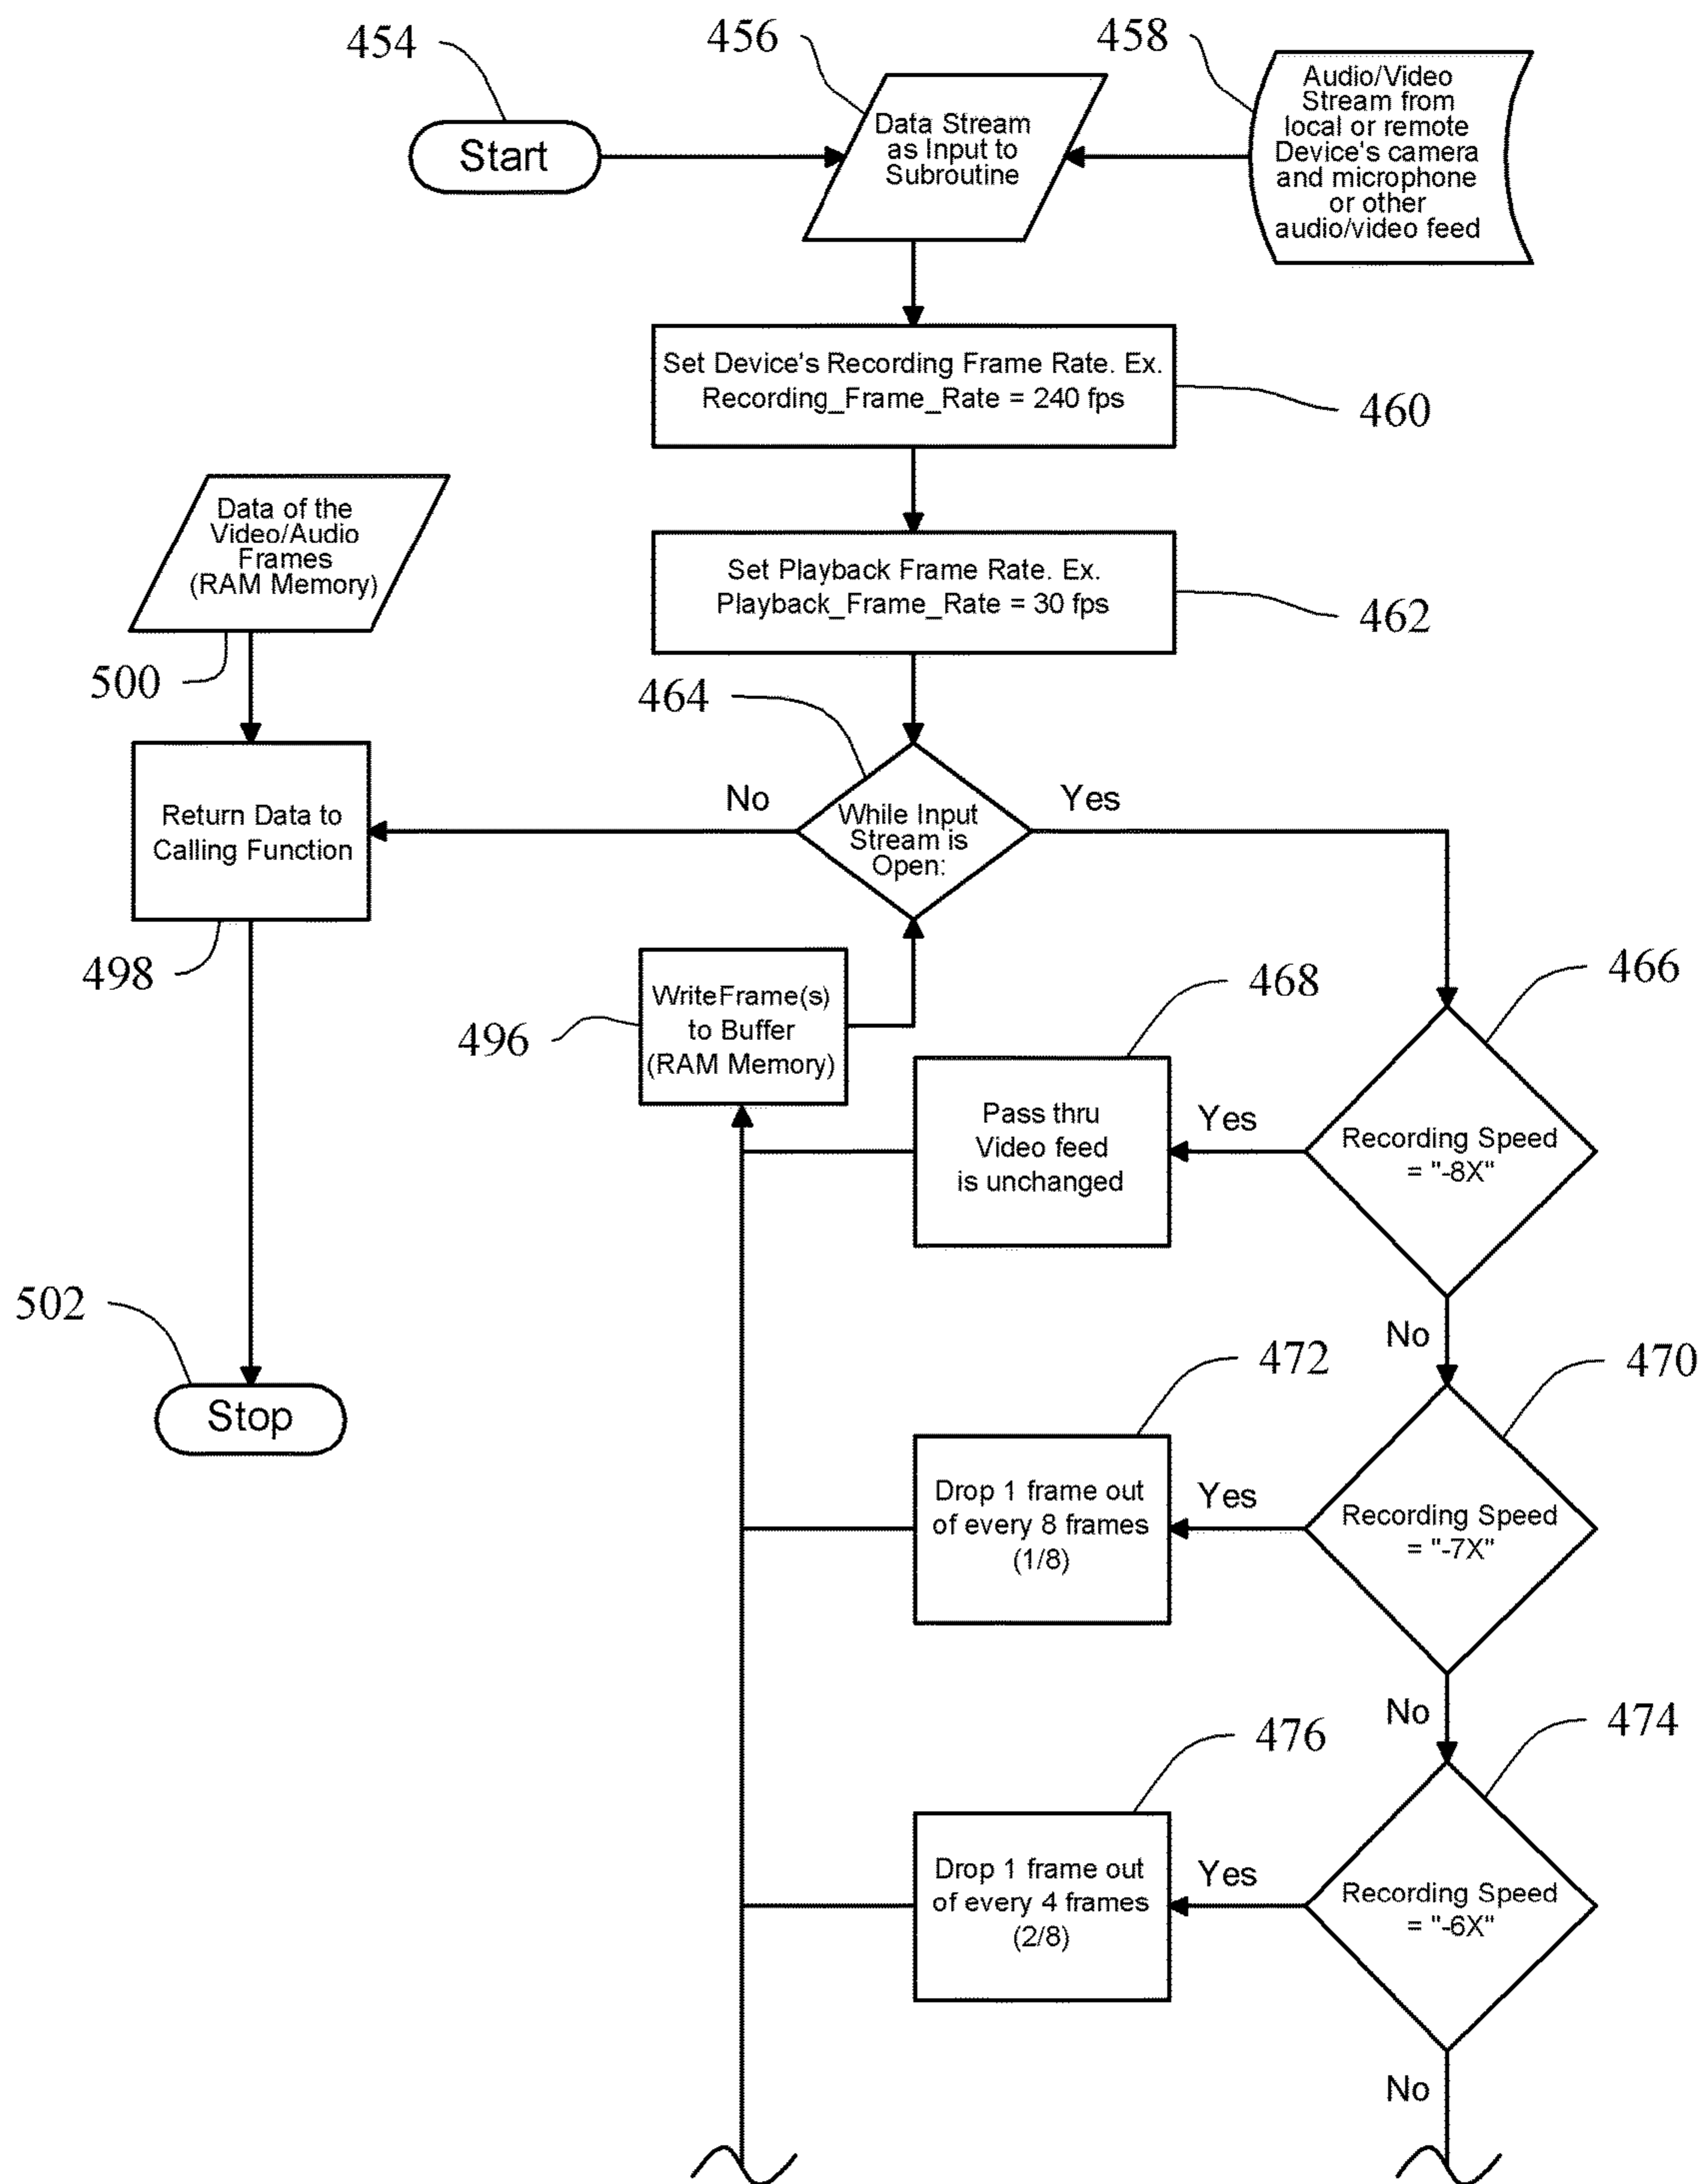 454
456
458
Start
Data Stream
as Input to
Subroutine
Audio/Video
Stream from
local or remote
Device's camera
and microphone
or other
audio/video feed
Set Device's Recording Frame Rate. Ex.
Recording_Frame_Rate = 240 fps
460
Data of the
Video/Audio
Frames
(RAM Memory)
500
Set Playback Frame Rate. Ex.
Playback_Frame_Rate = 30 fps
462
464
No
Yes
While Input
Stream is
Open:
Return Data to
Calling Function
498
WriteFrame(s)
to Buffer
(RAM Memory)
496
468
466
Pass thru
Video feed
is unchanged
Yes
Recording Speed
= "-8X"
No
502
Stop
472
470
Drop 1 frame out
of every 8 frames
(1/8)
Yes
Recording Speed
= "-7X"
No
476
474
Drop 1 frame out
of every 4 frames
(2/8)
Yes
Recording Speed
= "-6X"
No